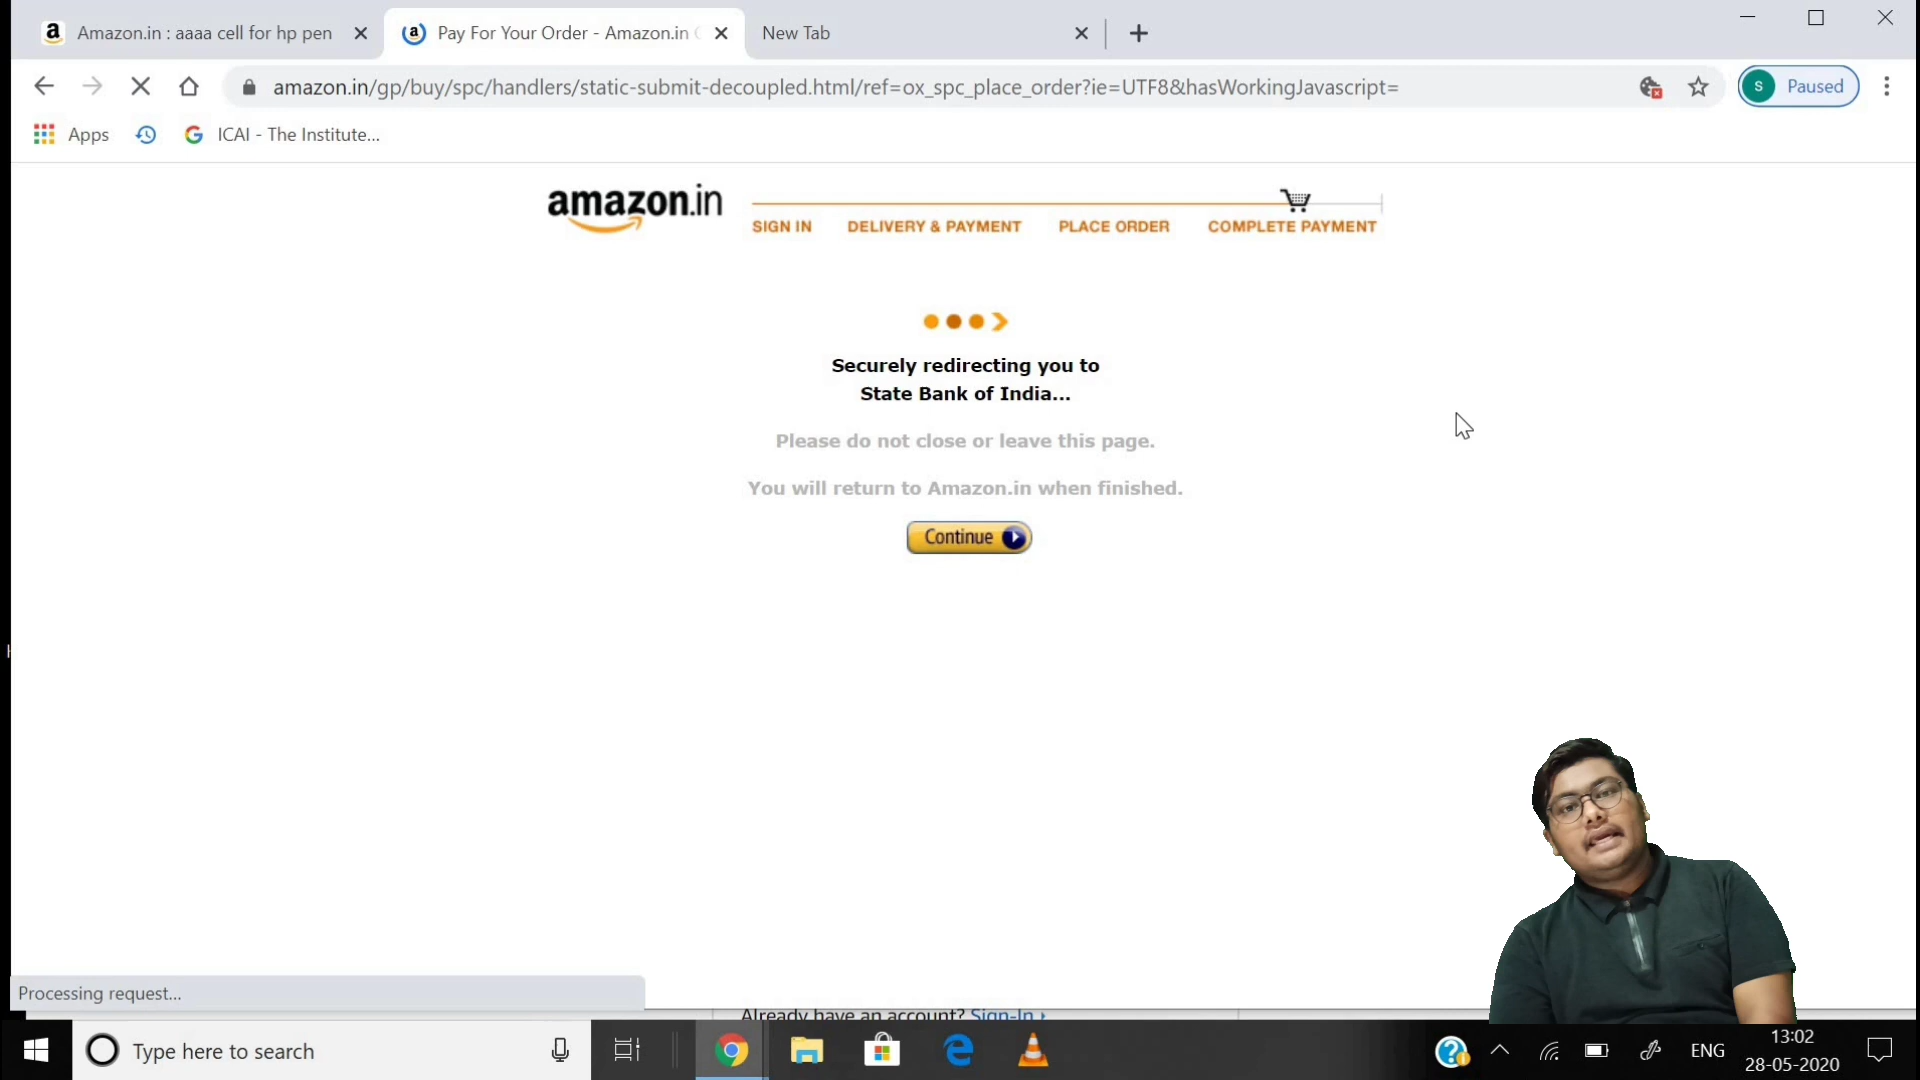 Amazon.in : aaaa cell for hp pen
Pay For Your Order - Amazon.in
New Tab
amazon.in/gp/buy/spc/handlers/static-submit-decoupled.html/ref=ox_spc_place_order?ie=UTF8&hasWorkingJavascript=
S Paused
Apps
ICAI - The Institute...
amazon.in
SIGN IN DELIVERY & PAYMENT PLACE ORDER COMPLETE PAYMENT
Securely redirecting you to
State Bank of India...
Please do not close or leave this page.
You will return to Amazon.in when finished.
Continue
Processing request...
Already have an account? Sign-In
Type here to search
ENG
13:02
28-05-2020